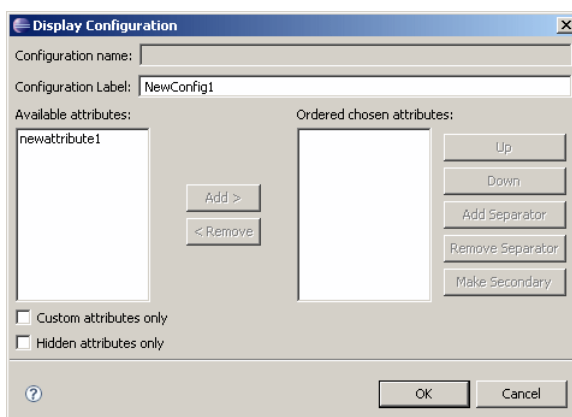 Display Configuration
Configuration name:
Configuration Label: NewConfig1
Available attributes:
Ordered chosen attributes:
newattribute1
Add >
< Remove
Up
Down
Add Separator
Remove Separator
Make Secondary
Custom attributes only
Hidden attributes only
?
OK
Cancel